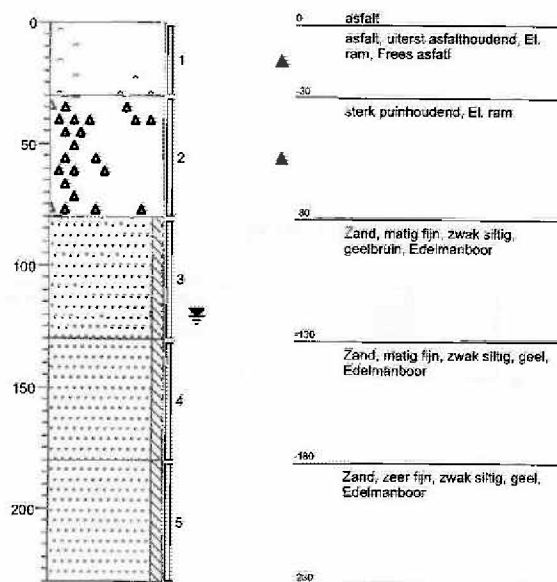 0
50
100
150
200
1
2
3
4
5
0
asfalt
asfalt, uiterst asfalthoudend, El.
ram, Frees asfatf
-30
sterk puinhoudend, El. ram
-80
Zand, matig fijn, zwak siltig,
geelbruin, Edelmanboor
-130
Zand, matig fijn, zwak siltig, geel,
Edelmanboor
-180
Zand, zeer fijn, zwak siltig, geel,
Edelmanboor
-230